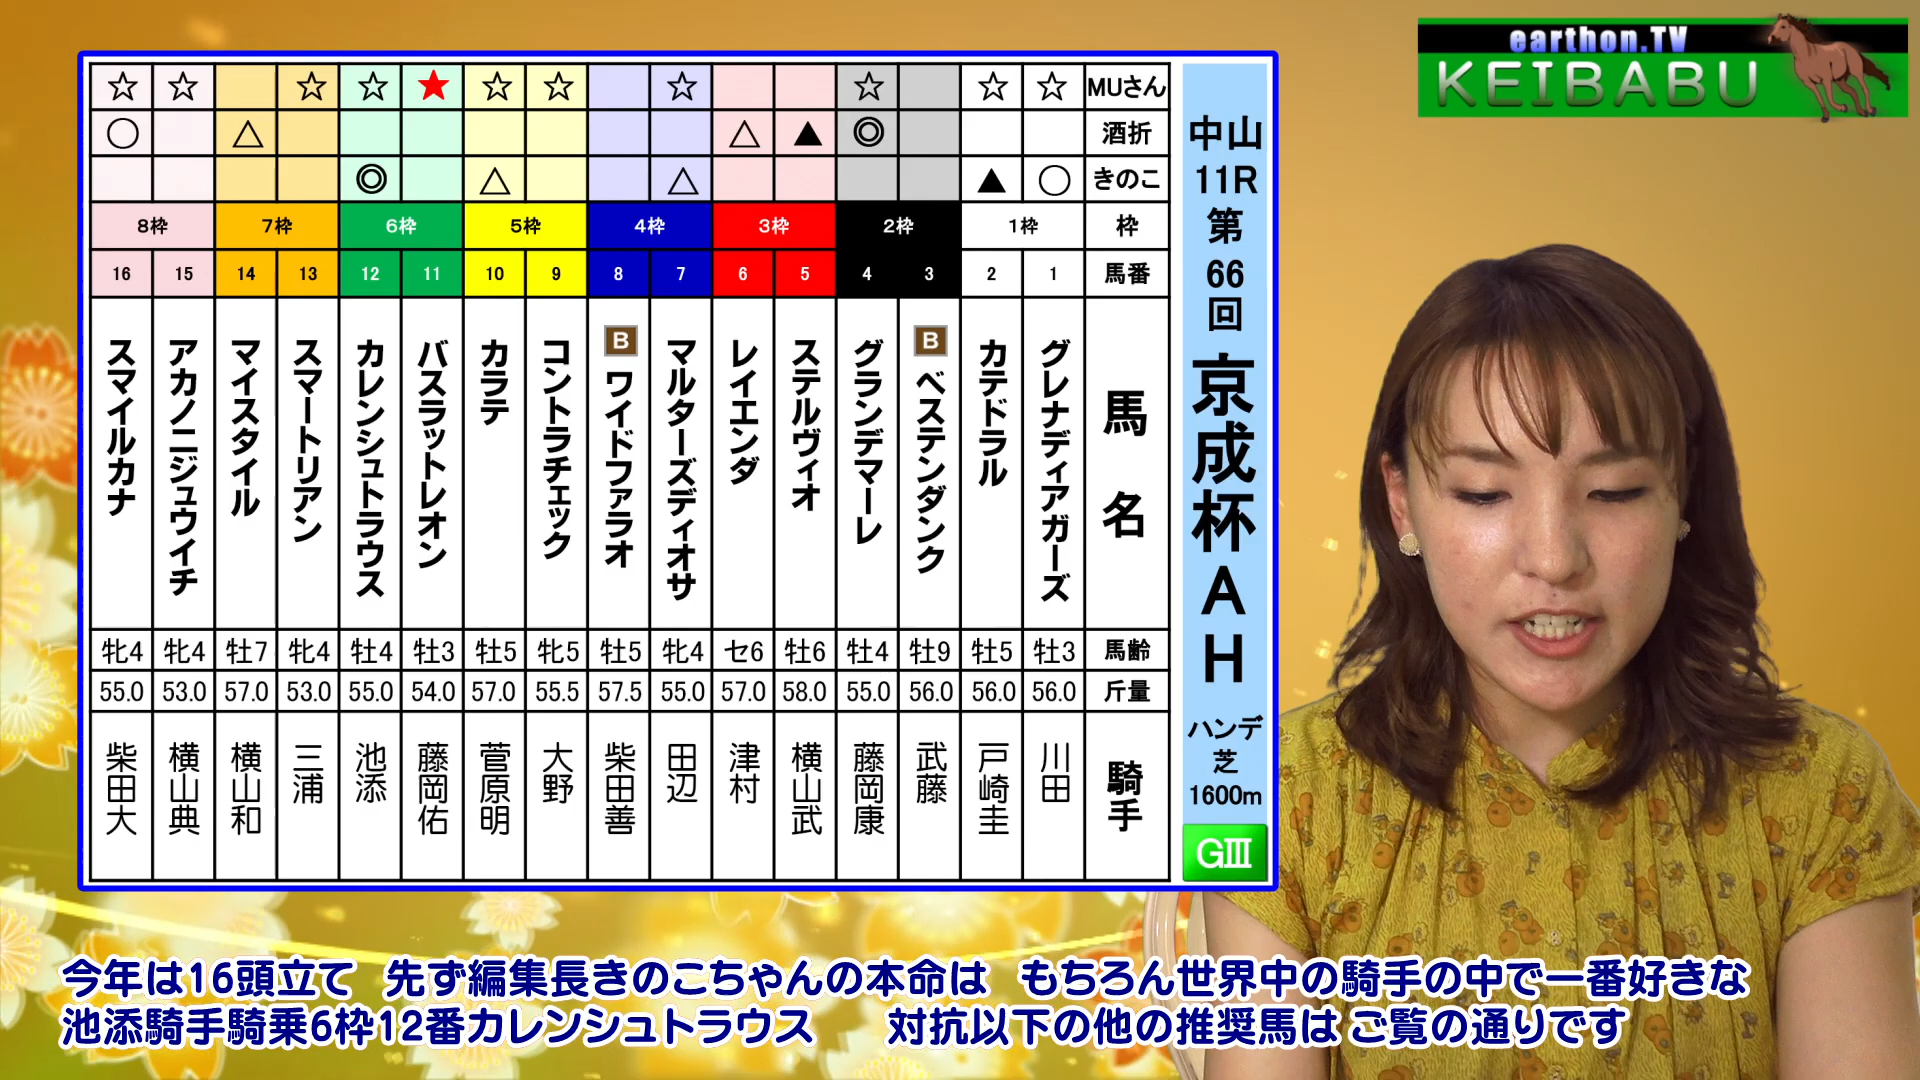 earthon.TV
KEIBABU
中山
11R
第
66
回
京成杯AH
ハンデ
芝
1600m
GⅢ
☆ ☆ ☆ ☆ ★ ☆ ☆ ☆ ☆ ☆ ☆ MUさん
○ △ △ ▲ ◎ 酒折
◎ △ △ ▲ ○ きのこ
8枠 7枠 6枠 5枠 4枠 3枠 2枠 1枠 枠
16 15 14 13 12 11 10 9 8 7 6 5 4 3 2 1 馬番
馬名
グレナディアガーズ
カテドラル
B ベステンダンク
グランデマーレ
ステルヴィオ
レイエンダ
マルターズディオサ
B ワイドファラオ
コントラチェック
カラテ
バスラットレオン
カレンシュトラウス
スマートリアン
マイスタイル
アカノニジュウイチ
スマイルカナ
牝4 牝4 牡7 牝4 牡4 牡3 牡5 牝5 牡5 牝4 セ6 牡6 牡4 牡9 牡5 牡3 馬齢
55.0 53.0 57.0 53.0 55.0 54.0 57.0 55.5 57.5 55.0 57.0 58.0 55.0 56.0 56.0 56.0 斤量
騎手
川田
戸崎圭
武藤
藤岡康
横山武
津村
田辺
柴田善
大野
菅原明
藤岡佑
池添
三浦
横山和
横山典
柴田大
今年は16頭立て 先ず編集長きのこちゃんの本命は もちろん世界中の騎手の中で一番好きな
池添騎手騎乗6枠12番カレンシュトラウス 対抗以下の他の推奨馬は ご覧の通りです